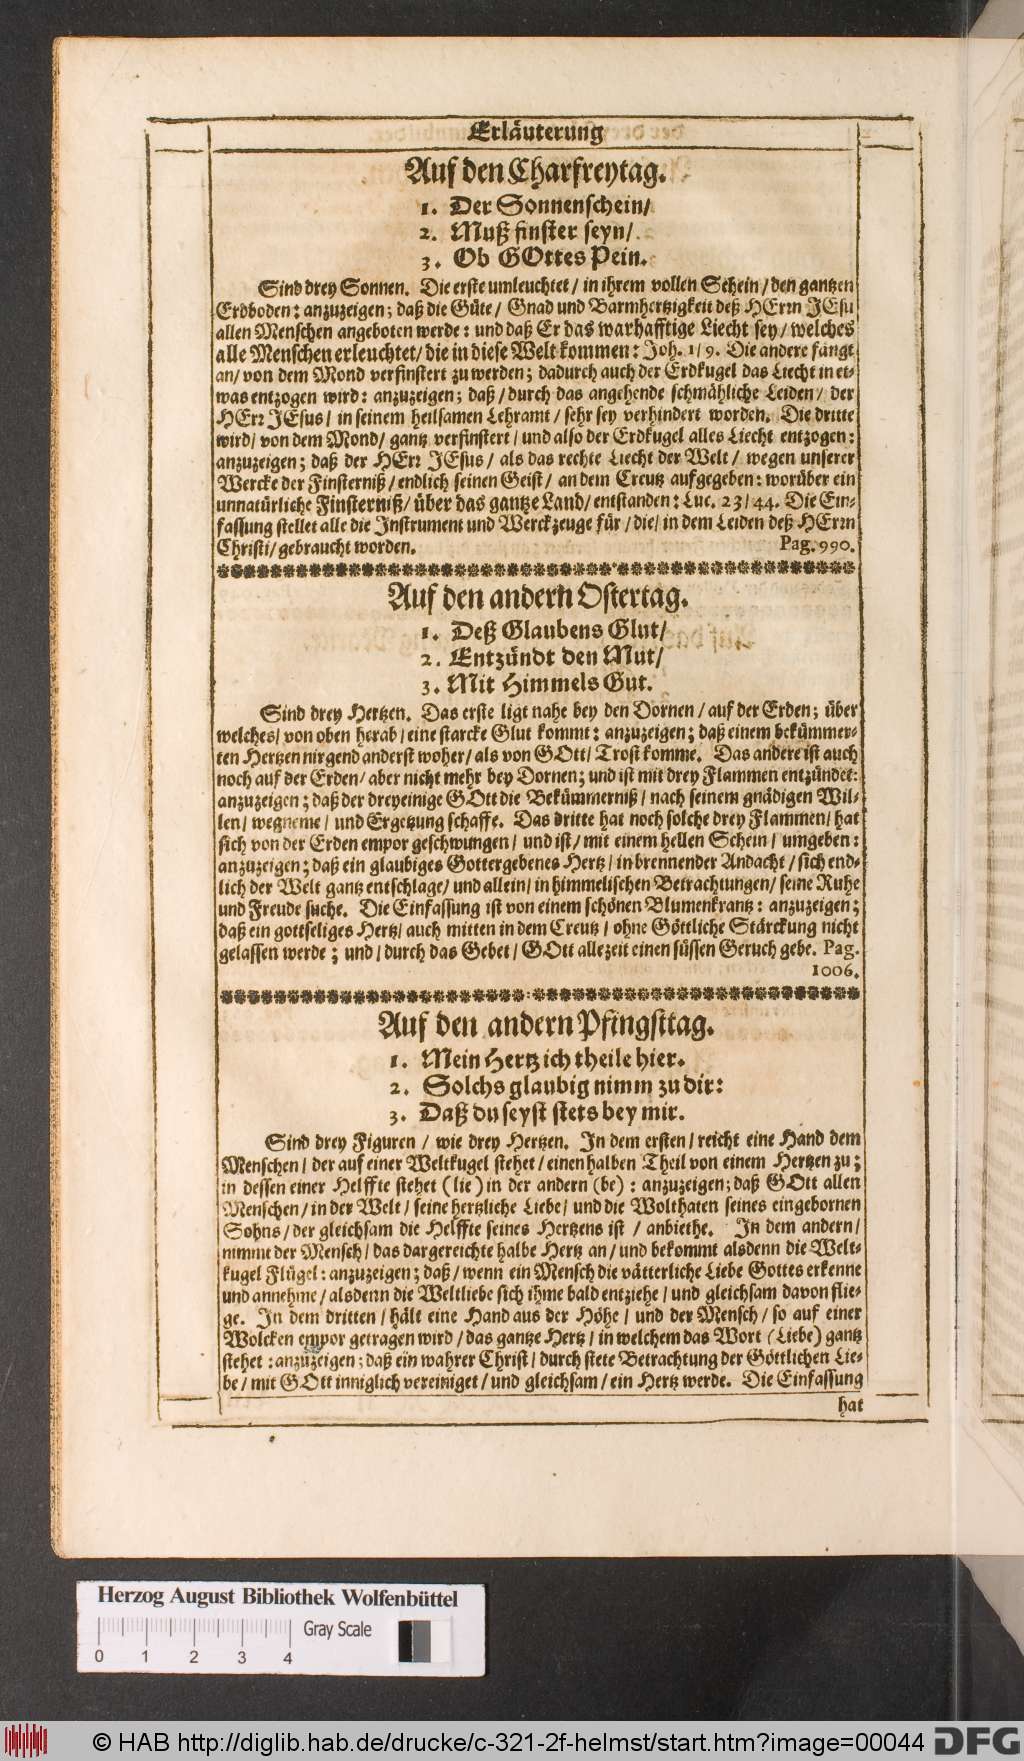 Erläuterung
Auf den Charfreytag.
1. Der Sonnenschein/
2. Muß finster seyn/
3. Ob GOttes Pein.
Sind drey Sonnen. Die erste umleuchtet/ in ihrem vollen Schein/ den gantzen
Erdboden: anzuzeigen; daß die Güte/ Gnad und Barmhertzigkeit deß HErrn JEsu
allen Menschen angeboten werde: und daß Er das warhafftige Liecht sey/ welches
alle Menschen erleuchtet/ die in diese Welt kommen: Joh. 1/9. Die andere fängt
an/ von dem Mond verfinstert zu werden; dadurch auch der Erdkugel das Liecht in et-
was entzogen wird: anzuzeigen; daß/ durch das angehende schmähliche Leiden/ der
HErr JEsus/ in seinem heilsamen Lehramt/ sehr sey verhindert worden. Die dritte
wird/ von dem Mond/ gantz verfinstert/ und also der Erdkugel alles Liecht entzogen:
anzuzeigen; daß der HErr JEsus/ als das rechte Liecht der Welt/ wegen unserer
Wercke der Finsterniß/ endlich seinen Geist/ an dem Creutz aufgegeben: worüber ein
unnatürliche Finsterniß/ über das gantze Land/ entstanden: Luc. 23/44. Die Ein-
fassung stellet alle die Instrument und Werckzeuge für/ die/ in dem Leiden deß HErrn
Christi/ gebraucht worden. Pag. 990.
Auf den andern Ostertag.
1. Deß Glaubens Glut/
2. Entzündt den Mut/
3. Mit Himmels Gut.
Sind drey Hertzen. Das erste ligt nahe bey den Dornen/ auf der Erden; über
welches/ von oben herab/ eine starcke Glut kommt: anzuzeigen; daß einem bekümmer-
ten Hertzen nirgend anderst woher/ als von GOtt/ Trost komme. Das andere ist auch
noch auf der Erden/ aber nicht mehr bey Dornen; und ist mit drey Flammen entzündet:
anzuzeigen; daß der dreyeinige GOtt die Bekümmerniß/ nach seinem gnädigen Wil-
len/ wegneme/ und Ergetzung schaffe. Das dritte hat noch solche drey Flammen/ hat
sich von der Erden empor geschwungen/ und ist/ mit einem hellen Schein/ umgeben:
anzuzeigen; daß ein glaubiges Gottergebenes Hertz/ in brennender Andacht/ sich end-
lich der Welt gantz entschlage/ und allein/ in himmelischen Betrachtungen/ seine Ruhe
und Freude suche. Die Einfassung ist von einem schönen Blumenkrantz: anzuzeigen;
daß ein gottseliges Hertz/ auch mitten in dem Creutz/ ohne Göttliche Stärckung nicht
gelassen werde; und/ durch das Gebet/ GOtt allezeit einen süssen Geruch gebe. Pag.
1006.
Auf den andern Pfingsttag.
1. Mein Hertz ich theile hier.
2. Solchs glaubig nimm zu dir:
3. Daß du seyst stets bey mir.
Sind drey Figuren/ wie drey Hertzen. In dem ersten/ reicht eine Hand dem
Menschen/ der auf einer Weltkugel stehet/ einen halben Theil von einem Hertzen zu;
in dessen einer Helffte stehet (lie) in der andern (be): anzuzeigen; daß GOtt allen
Menschen/ in der Welt/ seine hertzliche Liebe/ und die Wolthaten seines eingebornen
Sohns/ der gleichsam die Helffte seines Hertzens ist/ anbiethe. In dem andern/
nimmt der Mensch/ das dargereichte halbe Hertz an/ und bekommt alsdenn die Welt-
kugel Flügel: anzuzeigen; daß/ wenn ein Mensch die vätterliche Liebe Gottes erkenne
und annehme/ alsdenn die Weltliebe sich ihme bald entziehe/ und gleichsam davon flie-
ge. In dem dritten/ hält eine Hand aus der Höhe/ und der Mensch/ so auf einer
Wolcken empor getragen wird/ das gantze Hertz/ in welchem das Wort (Liebe) gantz
stehet: anzuzeigen; daß ein wahrer Christ/ durch stete Betrachtung der Göttlichen Lie-
be/ mit GOtt inniglich vereiniget/ und gleichsam/ ein Hertz werde. Die Einfassung
hat
Herzog August Bibliothek Wolfenbüttel
Gray Scale
0 1 2 3 4
© HAB http://diglib.hab.de/drucke/c-321-2f-helmst/start.htm?image=00044 DFG